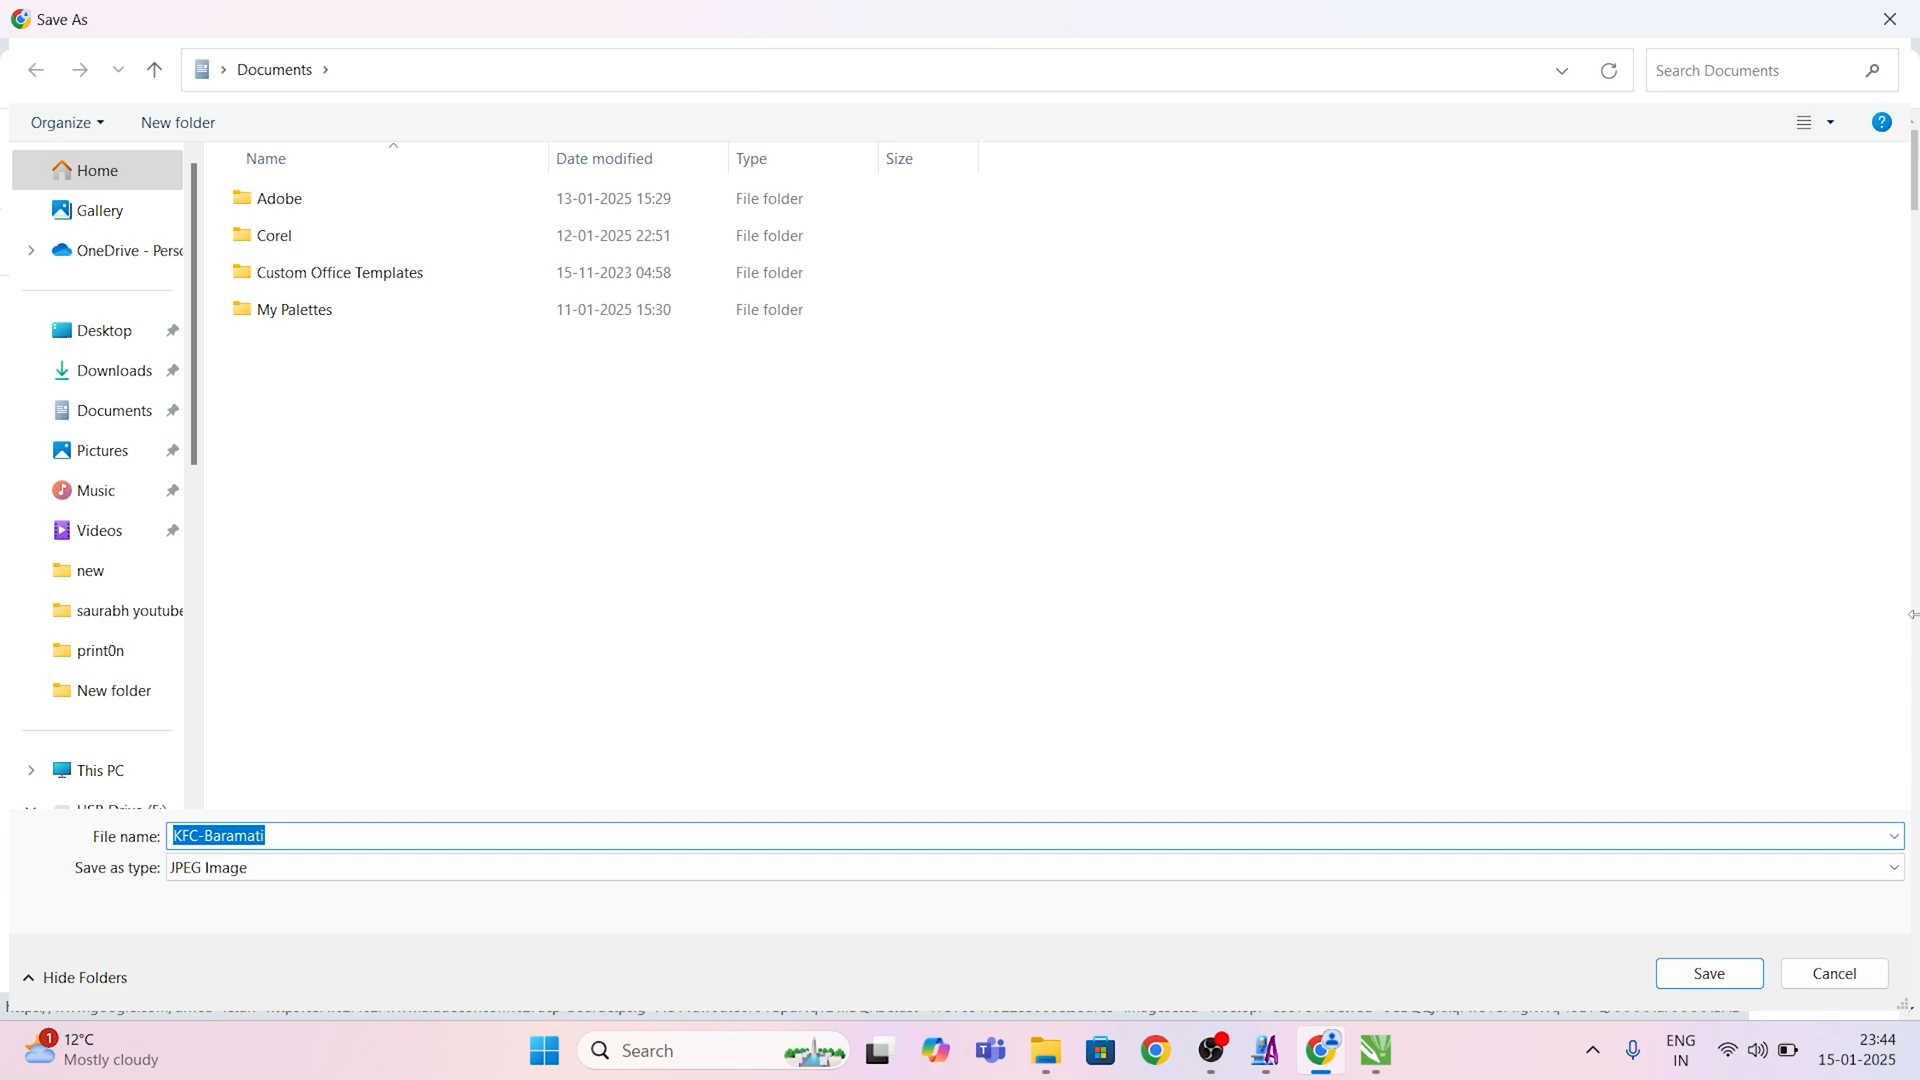 Save As
Documents
Search Documents
Organize
New folder
Home
Gallery
OneDrive - Perso
Desktop
Downloads
Documents
Pictures
Music
Videos
new
saurabh youtube
print0n
New folder
This PC
Name Date modified Type Size
Adobe 13-01-2025 15:29 File folder
Corel 12-01-2025 22:51 File folder
Custom Office Templates 15-11-2023 04:58 File folder
My Palettes 11-01-2025 15:30 File folder
File name: KFC-Baramati
Save as type: JPEG Image
Hide Folders
Save
Cancel
1
12°C
Mostly cloudy
Search
ENG
IN
23:44
15-01-2025